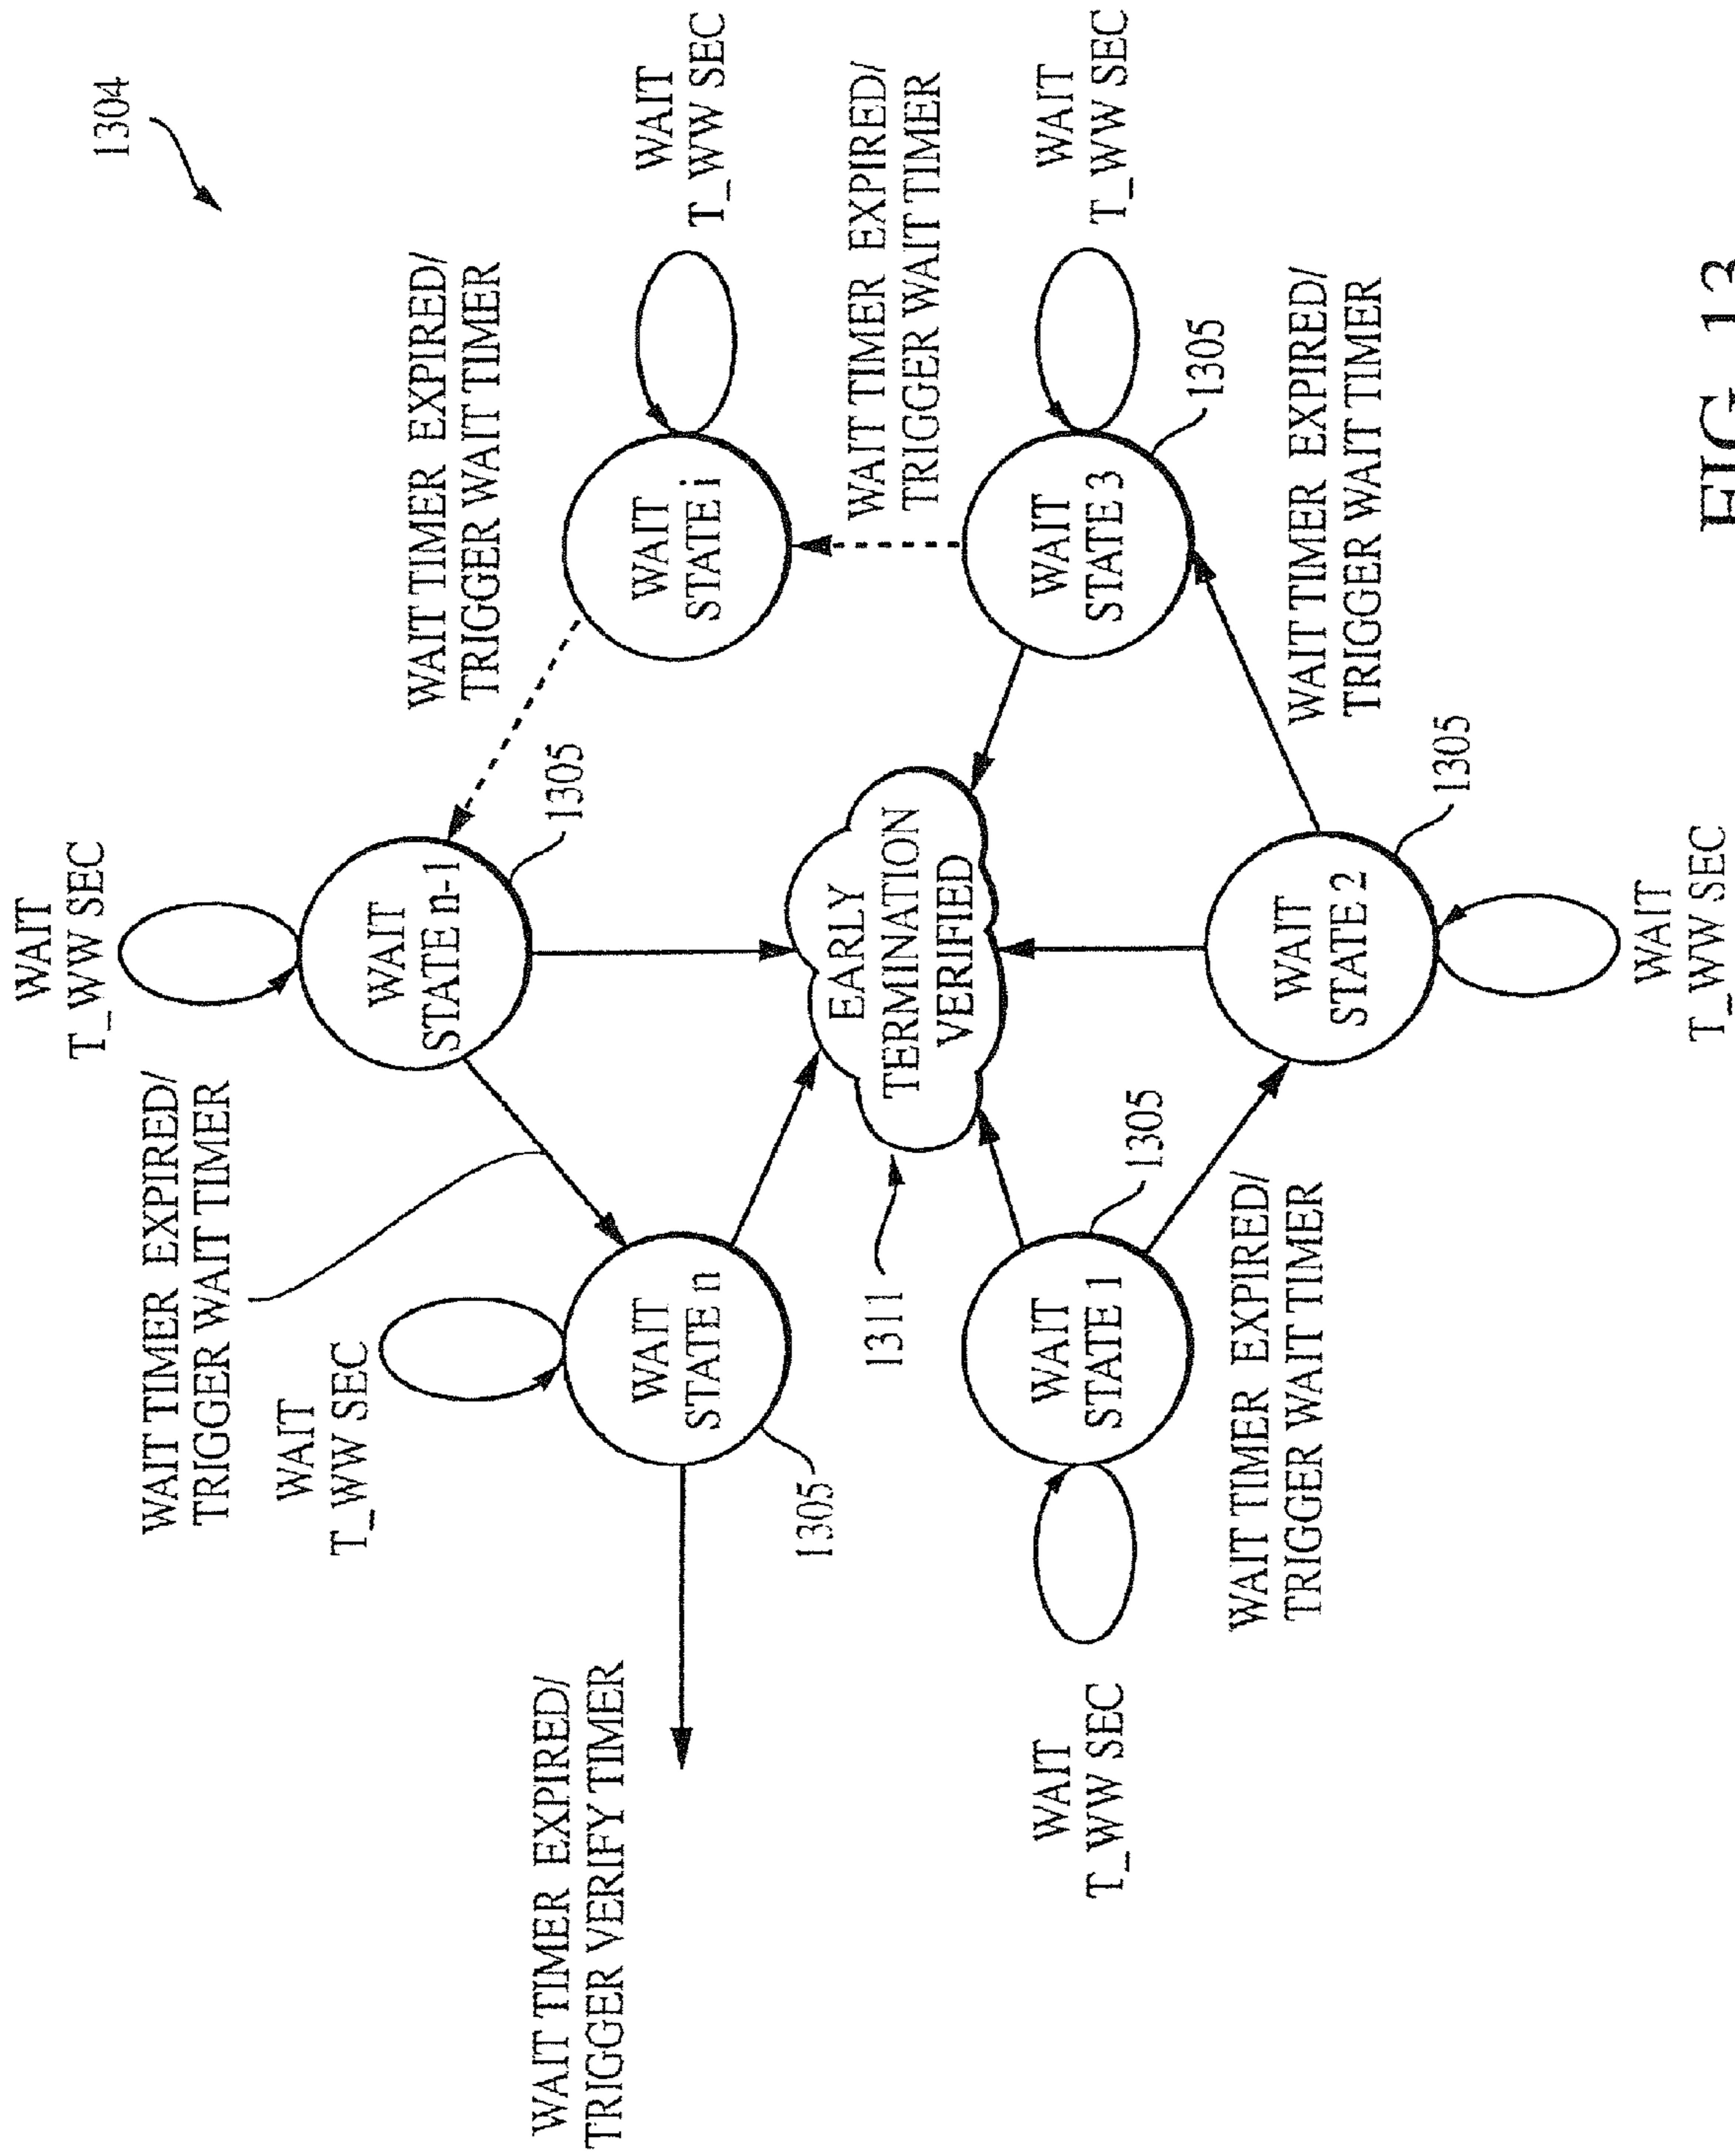 WAIT
T_WW SEC
1304
WAIT TIMER EXPIRED/
TRIGGER WAIT TIMER
WAIT
T_WW SEC
WAIT
STATE n-1
WAIT TIMER EXPIRED/
TRIGGER WAIT TIMER
1305
WAIT TIMER EXPIRED/
TRIGGER VERIFY TIMER
WAIT
STATE n
WAIT
STATE i
WAIT
T_WW SEC
1305
EARLY
TERMINATION
VERIFIED
WAIT TIMER EXPIRED/
TRIGGER WAIT TIMER
1311
WAIT
T_WW SEC
WAIT
STATE 1
WAIT
STATE 3
WAIT
T_WW SEC
1305
1305
WAIT TIMER EXPIRED/
TRIGGER WAIT TIMER
WAIT
STATE 2
WAIT TIMER EXPIRED/
TRIGGER WAIT TIMER
1305
WAIT
T_WW SEC
FIG. 13